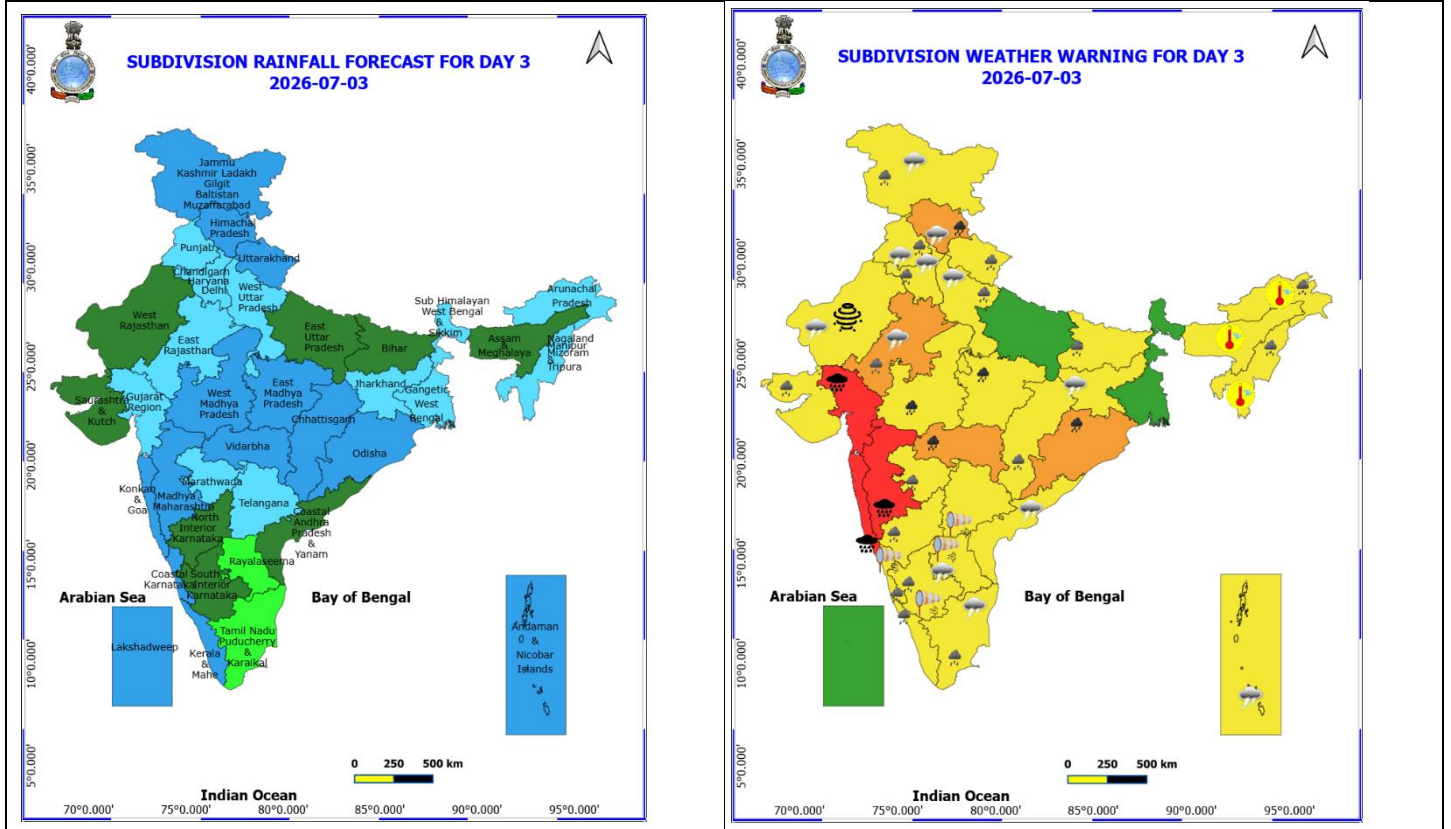 SUBDIVISION RAINFALL FORECAST FOR DAY 3
2026-07-03
40°0.000'
35°0.000'
30°0.000'
25°0.000'
20°0.000'
15°0.000'
10°0.000'
5°0.000'
Jammu
Kashmir Ladakh
Gilgit
Baltistan
Muzaffarabad
Himachal
Pradesh
Punjab
Uttarakhand
Chandigarh
Haryana
Delhi
West
Uttar
Pradesh
West
Rajasthan
East
Rajasthan
East
Uttar
Pradesh
Bihar
Sub Himalayan
West Bengal
&
Sikkim
Arunachal
Pradesh
Assam
&
Meghalaya
Nagaland
Manipur
Mizoram
&
Tripura
Saurashtra
&
Kutch
Gujarat
Region
West
Madhya
Pradesh
East
Madhya
Pradesh
Jharkhand
Gangetic
West
Bengal
Chhattisgarh
Vidarbha
Odisha
Konkan
&
Goa
Madhya
Maharashtra
Marathwada
Telangana
North
Interior
Karnataka
Coastal
Andhra
Pradesh
&
Yanam
Rayalaseema
Coastal
Karnataka
South
Interior
Karnataka
Tamil Nadu
Puducherry
&
Karaikal
Kerala
&
Mahe
Lakshadweep
Andaman
&
Nicobar
Islands
Arabian Sea
Bay of Bengal
0 250 500 km
Indian Ocean
70°0.000' 75°0.000' 80°0.000' 85°0.000' 90°0.000' 95°0.000'
SUBDIVISION WEATHER WARNING FOR DAY 3
2026-07-03
40°0.000'
35°0.000'
30°0.000'
25°0.000'
20°0.000'
15°0.000'
10°0.000'
5°0.000'
Arabian Sea
Bay of Bengal
0 250 500 km
Indian Ocean
70°0.000' 75°0.000' 80°0.000' 85°0.000' 90°0.000' 95°0.000'